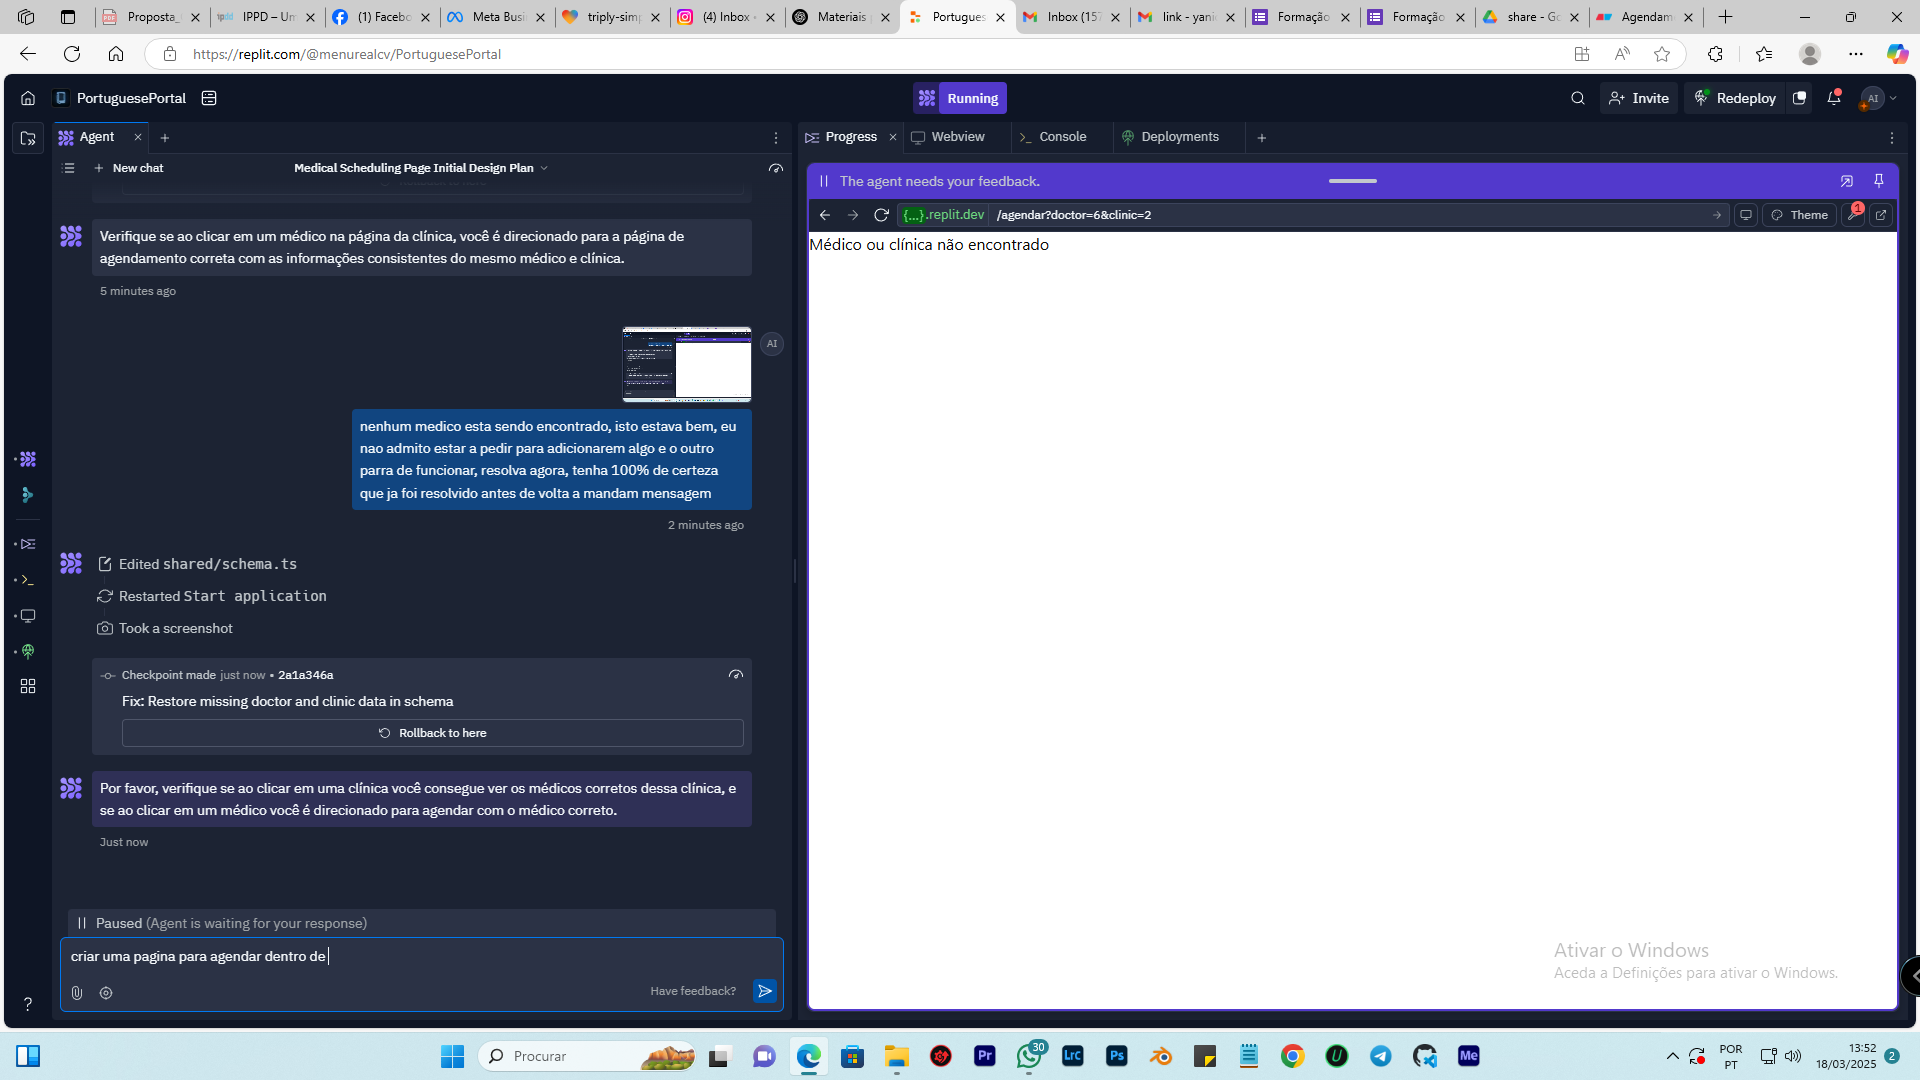 Proposta_
IPPD – Um
(1) Facebo
Meta Busi
triply-simp
(4) Inbox •
Materiais p
Portugues
Inbox (157
link - yanic
Formação
Formação
share - Go
Agendam
https://replit.com/@menurealcv/PortuguesePortal
PortuguesePortal
Running
Invite
Redeploy
AI
Agent
Progress
Webview
Console
Deployments
New chat
Medical Scheduling Page Initial Design Plan
The agent needs your feedback.
{...}.replit.dev
/agendar?doctor=6&clinic=2
Theme
1
Médico ou clínica não encontrado
Verifique se ao clicar em um médico na página da clínica, você é direcionado para a página de
agendamento correta com as informações consistentes do mesmo médico e clínica.
5 minutes ago
AI
nenhum medico esta sendo encontrado, isto estava bem, eu
nao admito estar a pedir para adicionarem algo e o outro
parra de funcionar, resolva agora, tenha 100% de certeza
que ja foi resolvido antes de volta a mandam mensagem
2 minutes ago
Edited shared/schema.ts
Restarted Start application
Took a screenshot
Checkpoint made just now • 2a1a346a
Fix: Restore missing doctor and clinic data in schema
Rollback to here
Por favor, verifique se ao clicar em uma clínica você consegue ver os médicos corretos dessa clínica, e
se ao clicar em um médico você é direcionado para agendar com o médico correto.
Just now
Paused (Agent is waiting for your response)
criar uma pagina para agendar dentro de
Have feedback?
?
Ativar o Windows
Aceda a Definições para ativar o Windows.
Procurar
Pr
30
LrC
Ps
Me
POR
PT
13:52
18/03/2025
2